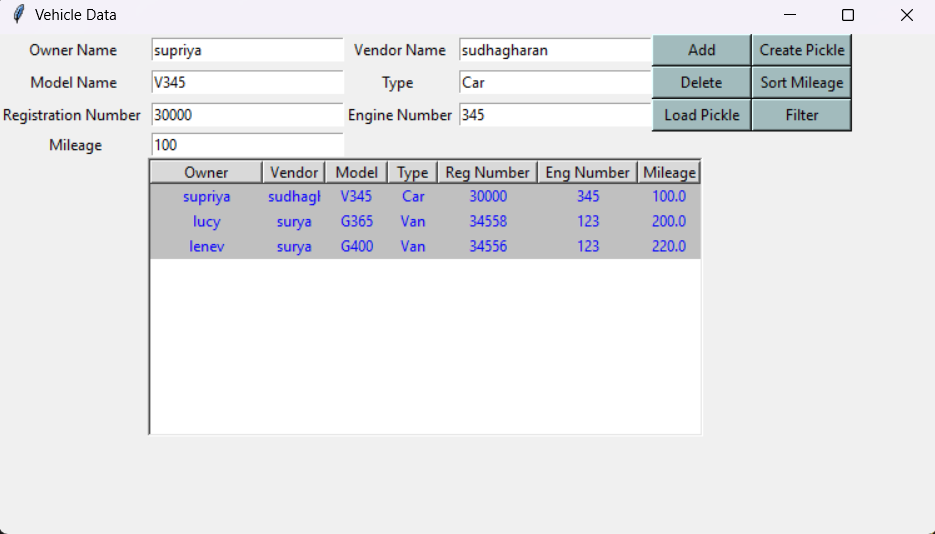 Vehicle Data
Owner Name supriya Vendor Name sudhagharan Add Create Pickle
Model Name V345 Type Car Delete Sort Mileage
Registration Number 30000 Engine Number 345 Load Pickle Filter
Mileage 100
Owner Vendor Model Type Reg Number Eng Number Mileage
supriya sudhagl V345 Car 30000 345 100.0
lucy surya G365 Van 34558 123 200.0
lenev surya G400 Van 34556 123 220.0